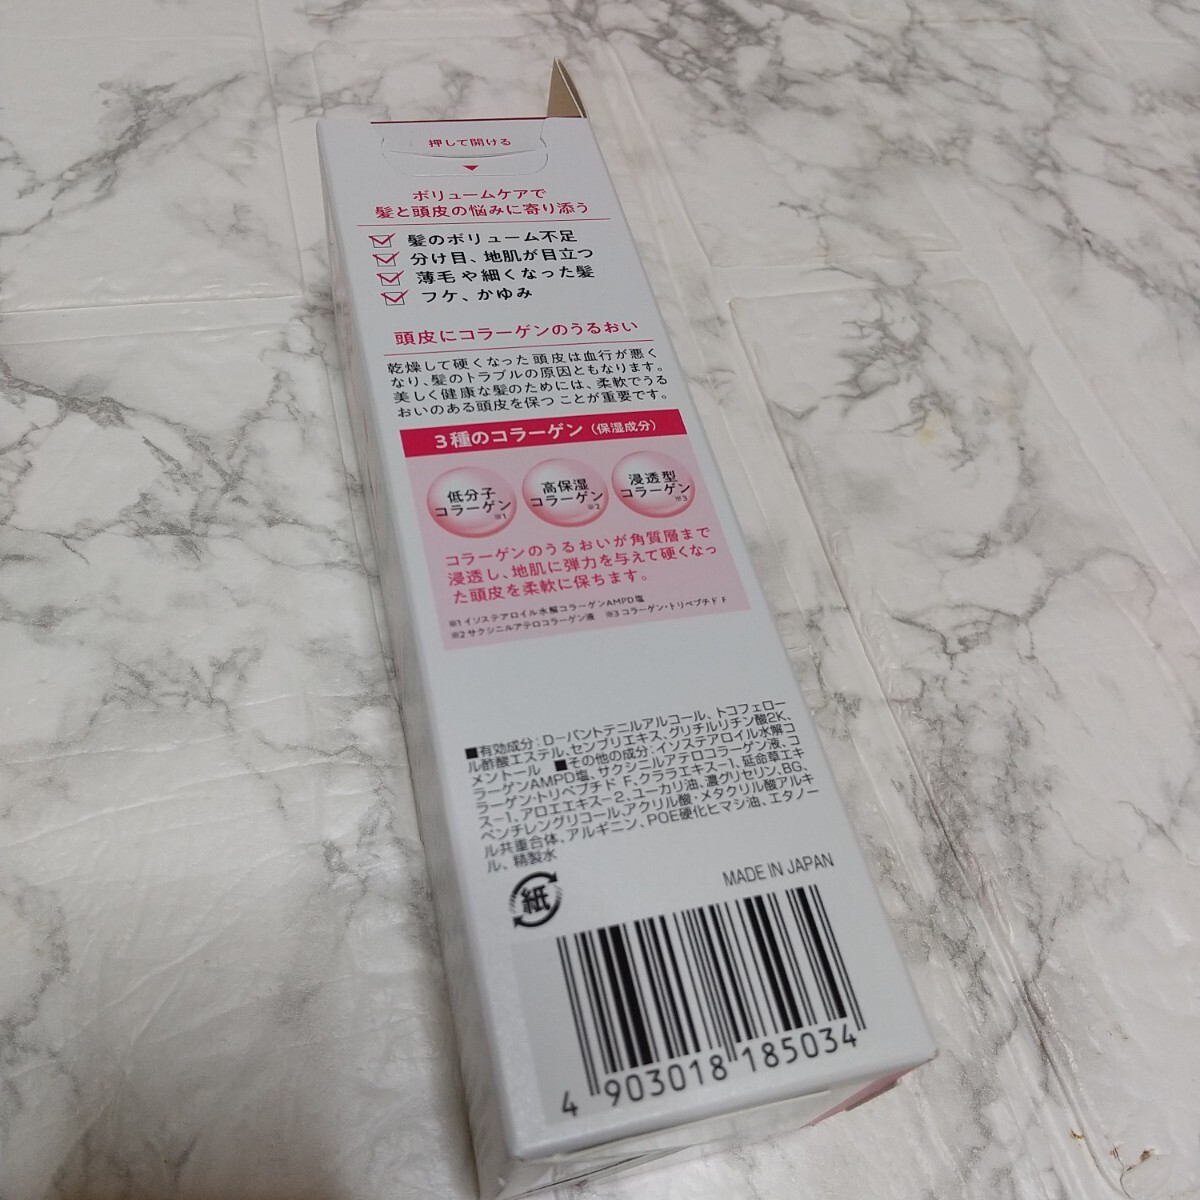 押して開ける
ボリュームケアで
髪と頭皮の悩みに寄り添う
髪のボリューム不足
分け目、地肌が目立つ
薄毛や細くなった髪
フケ、かゆみ
頭皮にコラーゲンのうるおい
乾燥して硬くなった頭皮は血行が悪く
なり、髪のトラブルの原因ともなります。
美しく健康な髪のためには、柔軟でうる
おいのある頭皮を保つことが重要です。
3種のコラーゲン（保湿成分）
低分子
コラーゲン
※1
高保湿
コラーゲン
※2
浸透型
コラーゲン
※3
コラーゲンのうるおいが角質層まで
浸透し、地肌に弾力を与えて硬くなっ
た頭皮を柔軟に保ちます。
※1 イソステアロイル水解コラーゲンAMPD塩
※2 サクシニルアテロコラーゲン液 ※3 コラーゲン・トリペプチド F
■有効成分：D－パントテニルアルコール、トコフェロー
ル酢酸エステル、センブリエキス、グリチルリチン酸2K、
メントール ■その他の成分：イソステアロイル水解コ
ラーゲンAMPD塩、サクシニルアテロコラーゲン液、コ
ラーゲン・トリペプチド F、クララエキス－1、延命草エキ
ス－1、アロエエキス－2、ユーカリ油、濃グリセリン、BG、
ペンチレングリコール、アクリル酸・メタクリル酸アルキ
ル共重合体、アルギニン、POE硬化ヒマシ油、エタノー
ル、精製水
紙
MADE IN JAPAN
4 903018 185034